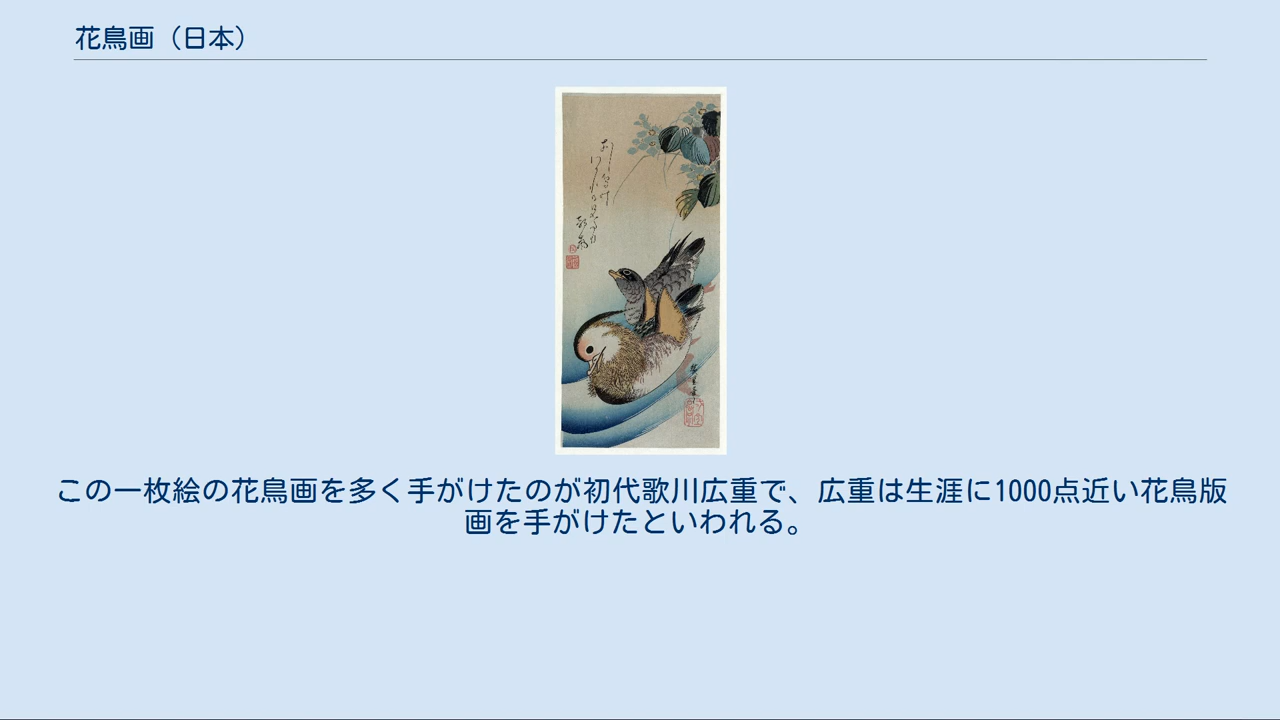 花鳥画（日本）
この一枚絵の花鳥画を多く手がけたのが初代歌川広重で、広重は生涯に1000点近い花鳥版
画を手がけたといわれる。